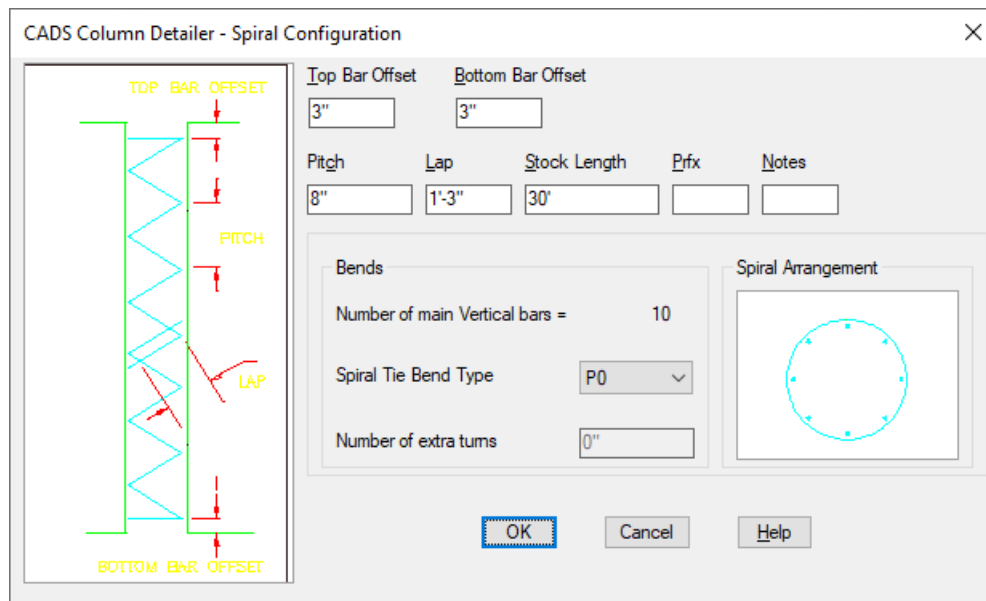 CADS Column Detailer - Spiral Configuration
TOP BAR OFFSET
PITCH
LAP
BOTTOM BAR OFFSET
Top Bar Offset Bottom Bar Offset
3" 3"
Pitch Lap Stock Length Prfx Notes
8" 1'-3" 30'
Bends
Number of main Vertical bars = 10
Spiral Tie Bend Type P0
Number of extra turns 0"
Spiral Arrangement
OK Cancel Help